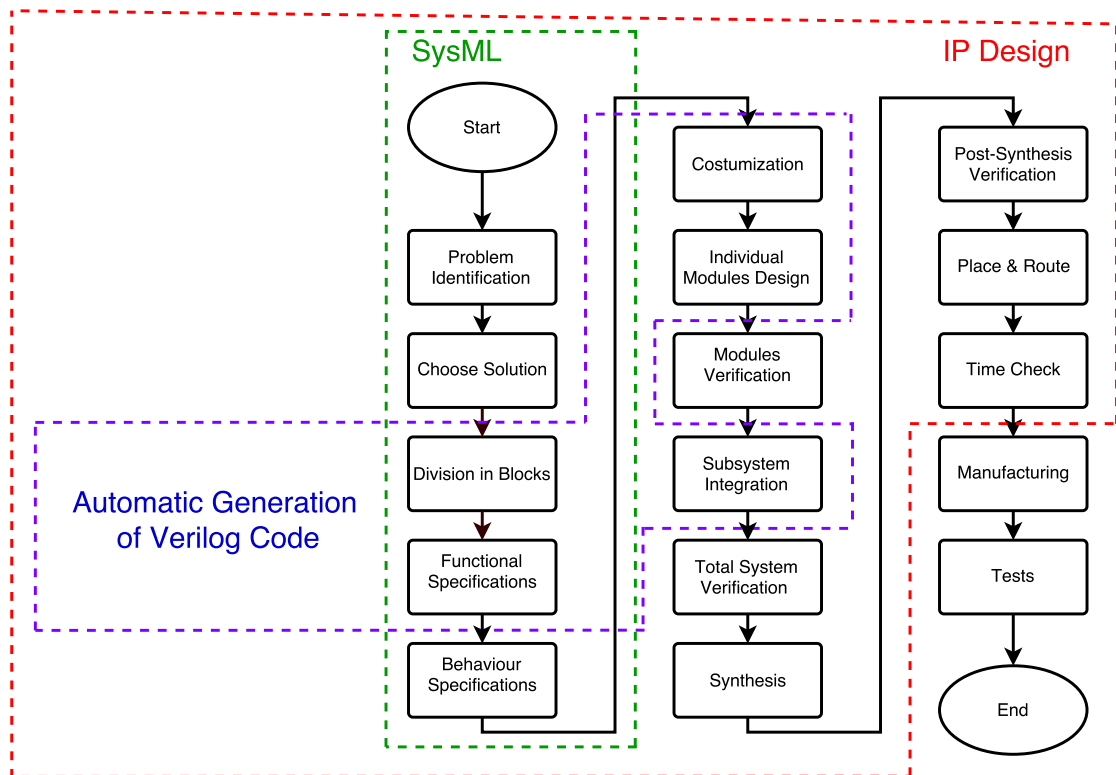 SysML
IP Design
Start
Problem
Identification
Choose Solution
Division in Blocks
Functional
Specifications
Behaviour
Specifications
Automatic Generation
of Verilog Code
Costumization
Individual
Modules Design
Modules
Verification
Subsystem
Integration
Total System
Verification
Synthesis
Post-Synthesis
Verification
Place & Route
Time Check
Manufacturing
Tests
End